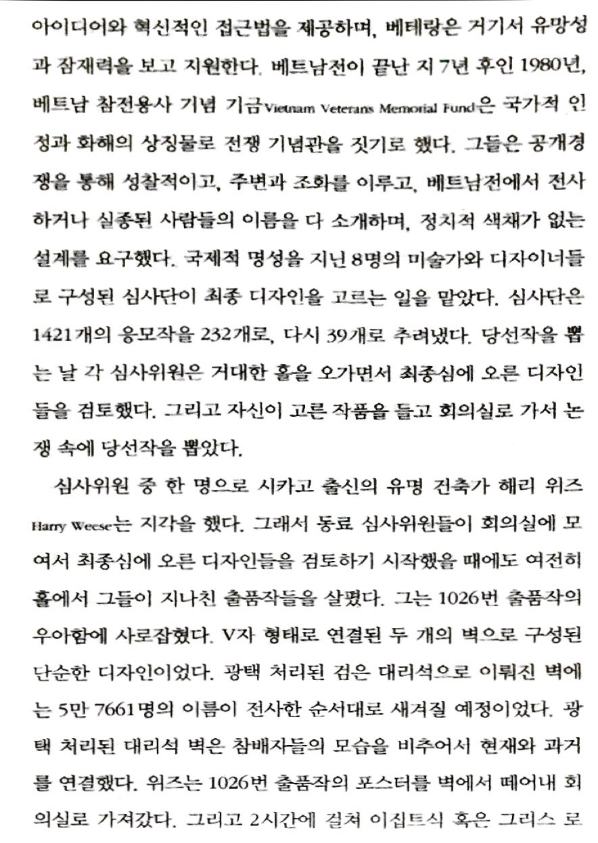 아이디어와 혁신적인 접근법을 제공하며, 베테랑은 거기서 유망성
과 잠재력을 보고 지원한다. 베트남전이 끝난 지 7년 후인 1980년,
베트남 참전용사 기념 기금Vietnam Veterans Memorial Fund은 국가적 인
정과 화해의 상징물로 전쟁 기념관을 짓기로 했다. 그들은 공개경
쟁을 통해 성찰적이고, 주변과 조화를 이루고, 베트남전에서 전사
하거나 실종된 사람들의 이름을 다 소개하며, 정치적 색채가 없는
설계를 요구했다. 국제적 명성을 지닌 8명의 미술가와 디자이너들
로 구성된 심사단이 최종 디자인을 고르는 일을 맡았다. 심사단은
1421개의 응모작을 232개로, 다시 39개로 추려냈다. 당선작을 뽑
는 날 각 심사위원은 거대한 홀을 오가면서 최종심에 오른 디자인
들을 검토했다. 그리고 자신이 고른 작품을 들고 회의실로 가서 논
쟁 속에 당선작을 뽑았다.
심사위원 중 한 명으로 시카고 출신의 유명 건축가 해리 위즈
Harry Weese는 지각을 했다. 그래서 동료 심사위원들이 회의실에 모
여서 최종심에 오른 디자인들을 검토하기 시작했을 때에도 여전히
홀에서 그들이 지나친 출품작들을 살폈다. 그는 1026번 출품작의
우아함에 사로잡혔다. V자 형태로 연결된 두 개의 벽으로 구성된
단순한 디자인이었다. 광택 처리된 검은 대리석으로 이뤄진 벽에
는 5만 7661명의 이름이 전사한 순서대로 새겨질 예정이었다. 광
택 처리된 대리석 벽은 참배자들의 모습을 비추어서 현재와 과거
를 연결했다. 위즈는 1026번 출품작의 포스터를 벽에서 떼어내 회
의실로 가져갔다. 그리고 2시간에 걸쳐 이집트식 혹은 그리스 로